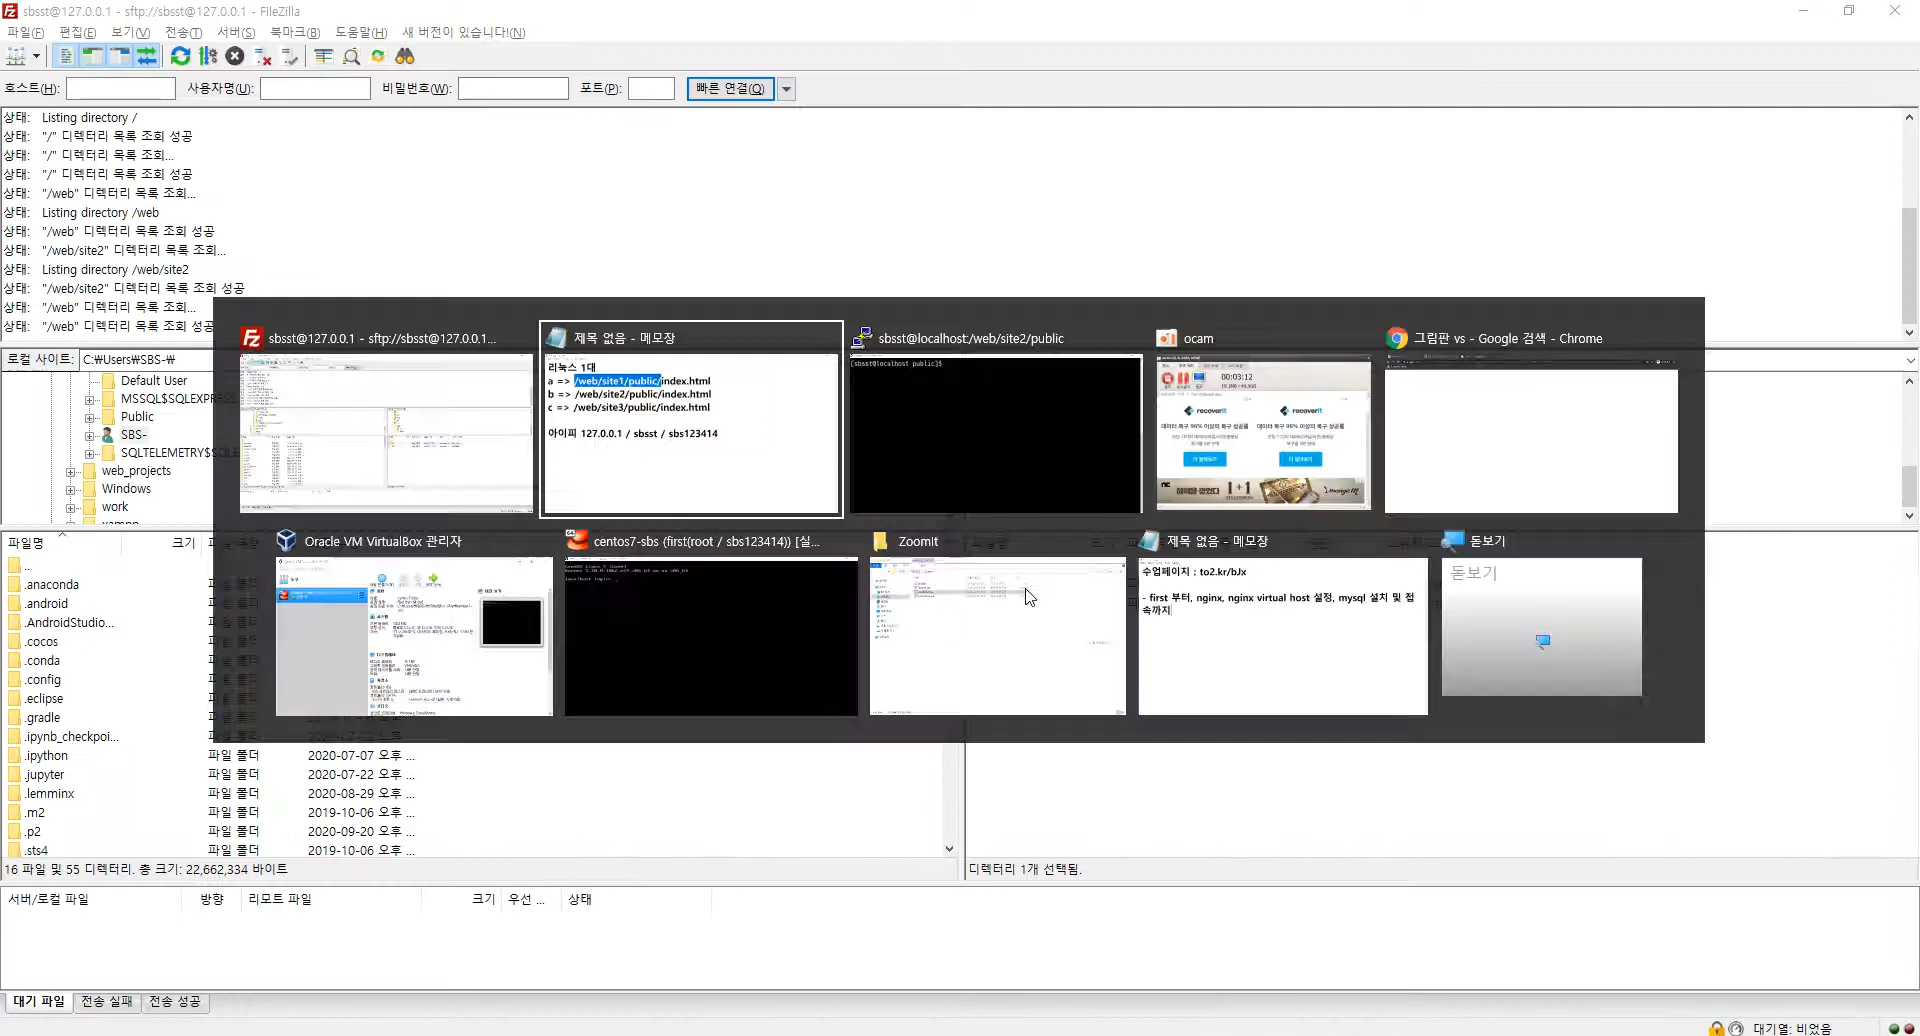 sbsst@127.0.0.1 - sftp://sbsst@127.0.0.1 - FileZilla
파일(F) 편집(E) 보기(V) 전송(T) 서버(S) 북마크(B) 도움말(H) 새 버전이 있습니다!(N)
호스트(H): 사용자명(U): 비밀번호(W): 포트(P): 빠른 연결(Q)
상태: Listing directory /
상태: "/" 디렉터리 목록 조회 성공
상태: "/" 디렉터리 목록 조회...
상태: "/" 디렉터리 목록 조회 성공
상태: "/web" 디렉터리 목록 조회...
상태: Listing directory /web
상태: "/web" 디렉터리 목록 조회 성공
상태: "/web/site2" 디렉터리 목록 조회...
상태: Listing directory /web/site2
상태: "/web/site2" 디렉터리 목록 조회 성공
상태: "/web" 디렉터리 목록 조회...
상태: "/web" 디렉터리 목록 조회 성공
로컬 사이트: C:\Users\SBS-\
Default User
MSSQL$SQLEXPR
Public
SBS-
SQLTELEMETRY$SQLE
web_projects
Windows
work
xampp
파일명 크기
..
.anaconda
.android
.AndroidStudio...
.cocos
.conda
.config
.eclipse
.gradle
.ipynb_checkpoi... 파일 폴더
.ipython 파일 폴더 2020-07-07 오후 ...
.jupyter 파일 폴더 2020-07-22 오후 ...
.lemminx 파일 폴더 2020-08-29 오후 ...
.m2 파일 폴더 2019-10-06 오후 ...
.p2 파일 폴더 2020-09-20 오후 ...
.sts4 파일 폴더 2019-10-06 오후 ...
16 파일 및 55 디렉터리. 총 크기: 22,662,334 바이트
디렉터리 1개 선택됨.
서버/로컬 파일 방향 리모트 파일 크기 우선 ... 상태
대기 파일 전송 실패 전송 성공
대기열: 비었음
sbsst@127.0.0.1 - sftp://sbsst@127.0.0.1...
제목 없음 - 메모장
리눅스 1대
a => /web/site1/public/index.html
b => /web/site2/public/index.html
c => /web/site3/public/index.html
아이피 127.0.0.1 / sbsst / sbs123414
sbsst@localhost:/web/site2/public
[sbsst@localhost public]$
ocam
00:03:12
recoverit recoverit
1+1
그림판 vs - Google 검색 - Chrome
Oracle VM VirtualBox 관리자
centos7-sbs (first(root / sbs123414)) [실...
ZoomIt
제목 없음 - 메모장
수업페이지 : to2.kr/bJx
- first 부터, nginx, nginx virtual host 설정, mysql 설치 및 접
속까지
돋보기
돋보기